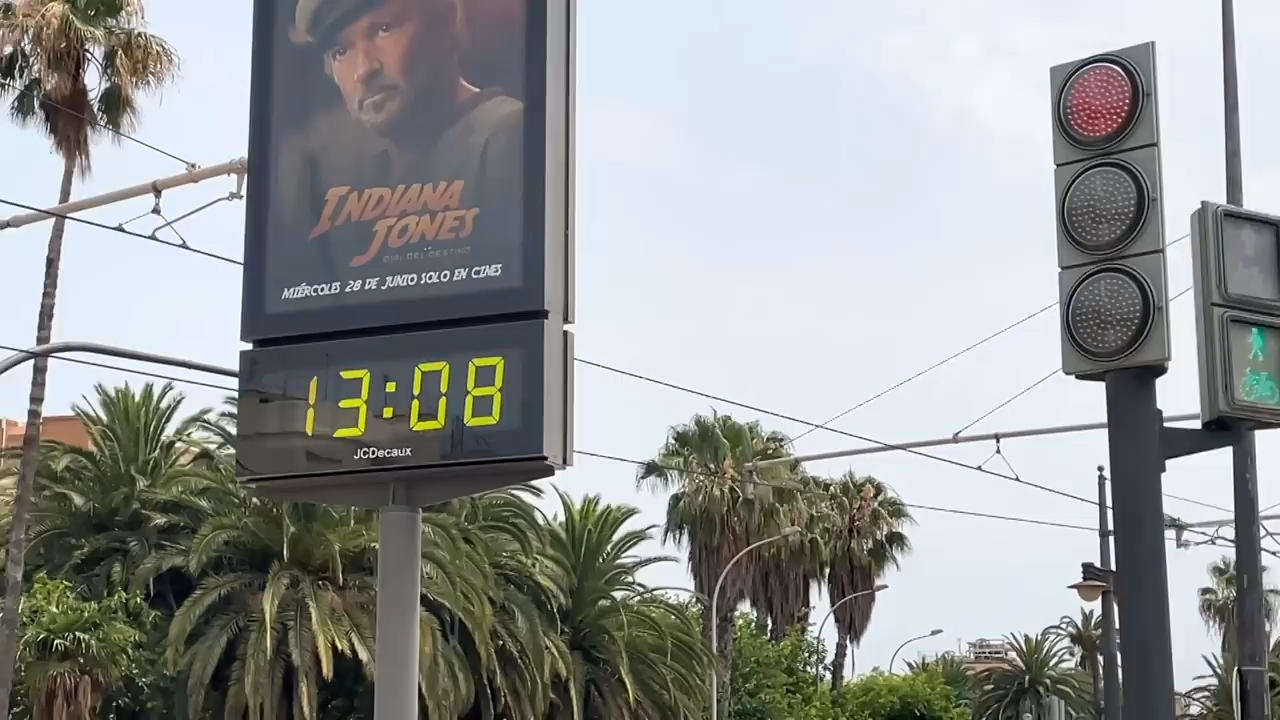 INDIANA
JONES
DIAL DEL DESTINO
MIÉRCOLES 28 DE JUNIO SOLO EN CINES
13:08
JCDecaux